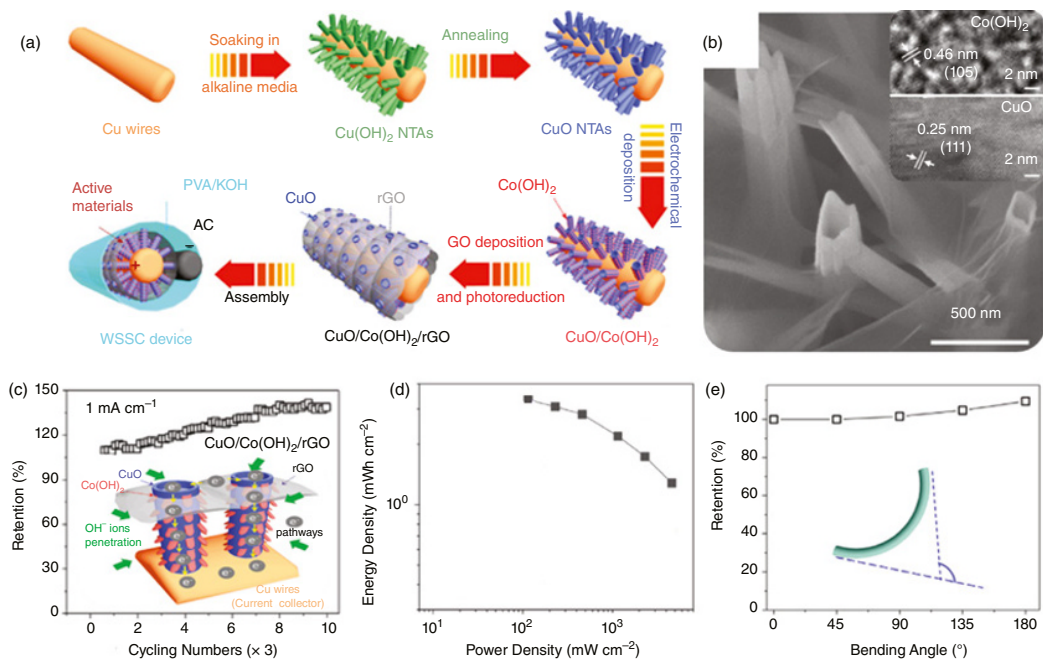 (a)
Soaking in
alkaline media
Annealing
Cu wires
Cu(OH)₂ NTAs
CuO NTAs
Electrochemical
deposition
PVA/KOH
Active
materials
AC
-
+
CuO
rGO
Co(OH)₂
GO deposition
and photoreduction
Assembly
WSSC device
CuO/Co(OH)₂/rGO
CuO/Co(OH)₂
(b)
Co(OH)₂
0.46 nm
(105)
2 nm
CuO
0.25 nm
(111)
2 nm
500 nm
(c)
150
120
90
60
30
0
Retention (%)
1 mA cm⁻¹
CuO/Co(OH)₂/rGO
CuO
rGO
Co(OH)₂
OH⁻ ions
penetration
pathways
Cu wires
(Current collector)
0 2 4 6 8 10
Cycling Numbers (× 3)
(d)
Energy Density (mWh cm⁻²)
10⁰
10¹ 10² 10³
Power Density (mW cm⁻²)
(e)
100
80
60
40
20
0
Retention (%)
0 45 90 135 180
Bending Angle (°)